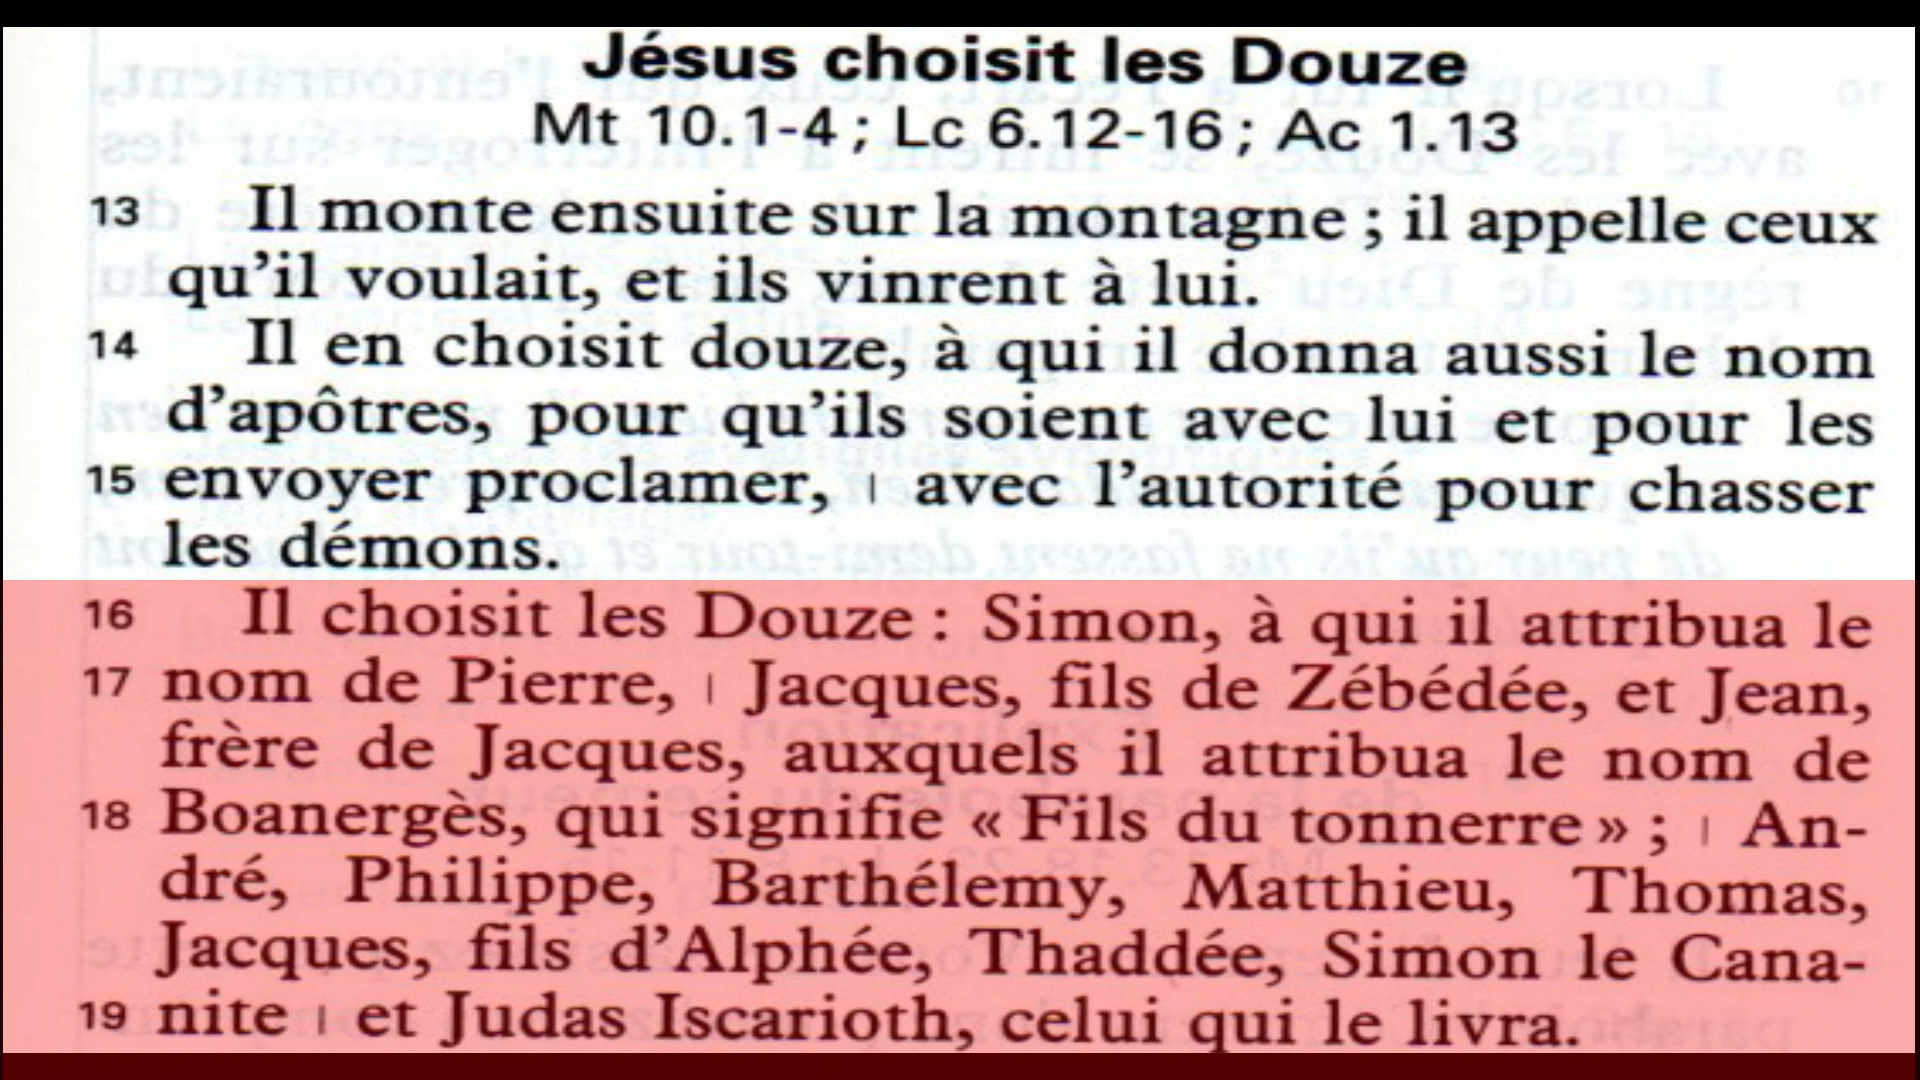 Jésus choisit les Douze
Mt 10.1-4 ; Lc 6.12-16 ; Ac 1.13
13 Il monte ensuite sur la montagne ; il appelle ceux
qu’il voulait, et ils vinrent à lui.
14 Il en choisit douze, à qui il donna aussi le nom
d’apôtres, pour qu’ils soient avec lui et pour les
15 envoyer proclamer, | avec l’autorité pour chasser
les démons.
16 Il choisit les Douze : Simon, à qui il attribua le
17 nom de Pierre, | Jacques, fils de Zébédée, et Jean,
frère de Jacques, auxquels il attribua le nom de
18 Boanergès, qui signifie « Fils du tonnerre » ; | An-
dré, Philippe, Barthélemy, Matthieu, Thomas,
Jacques, fils d’Alphée, Thaddée, Simon le Cana-
19 nite | et Judas Iscarioth, celui qui le livra.